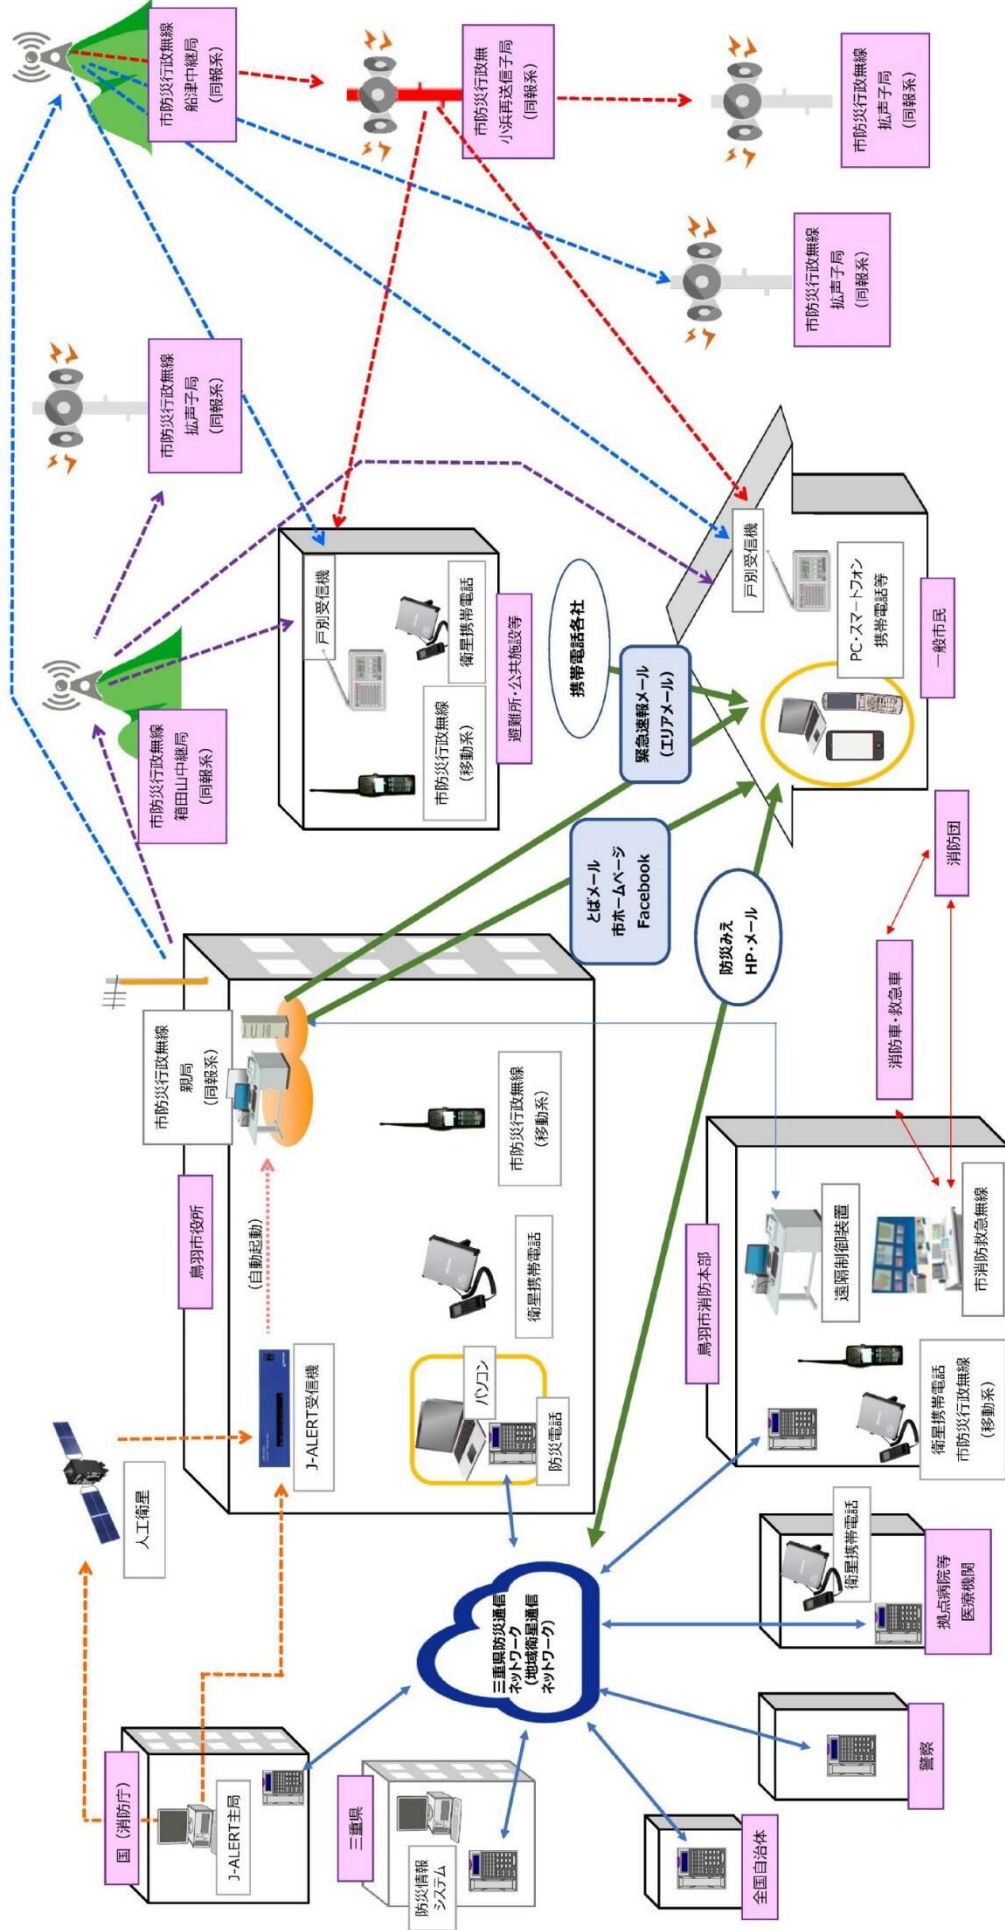 国（消防庁）
J-ALERT主局
人工衛星
三重県
防災情報
システム
全国自治体
警察
拠点病院等
医療機関
衛星携帯電話
三重県防災通信
ネットワーク
（地域衛星通信
ネットワーク）
鳥羽市役所
J-ALERT受信機
（自動起動）
市防災行政無線
親局
（同報系）
パソコン
防災電話
衛星携帯電話
市防災行政無線
（移動系）
鳥羽市消防本部
衛星携帯電話
市防災行政無線
（移動系）
遠隔制御装置
市消防救急無線
消防車・救急車
消防団
防災みえ
HP・メール
とばメール
市ホームページ
Facebook
緊急速報メール
（エリアメール）
携帯電話各社
市防災行政無線
箱田山中継局
（同報系）
市防災行政無線
拡声子局
（同報系）
戸別受信機
市防災行政無線
（移動系）
衛星携帯電話
避難所・公共施設等
戸別受信機
PC・スマートフォン
携帯電話等
一般市民
市防災行政無線
船津中継局
（同報系）
市防災行政無
小浜再送信子局
（同報系）
市防災行政無線
拡声子局
（同報系）
市防災行政無線
拡声子局
（同報系）